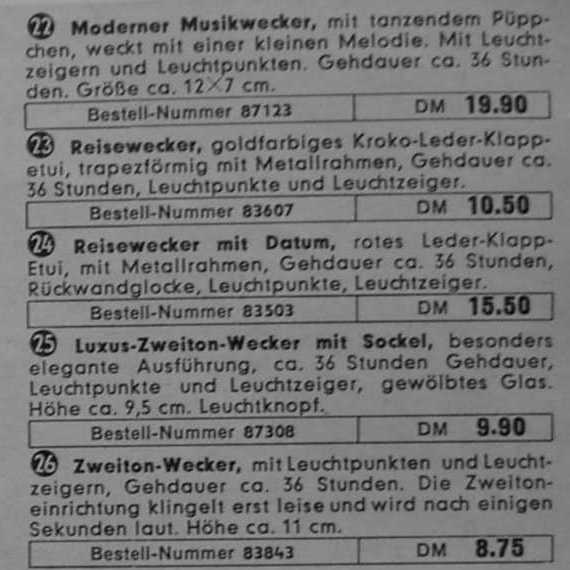 22 Moderner Musikwecker, mit tanzendem Püpp-
chen, weckt mit einer kleinen Melodie. Mit Leucht-
zeigern und Leuchtpunkten. Gehdauer ca. 36 Stun-
den. Größe ca. 12×7 cm.
Bestell-Nummer 87123 DM 19.90
23 Reisewecker, goldfarbiges Kroko-Leder-Klapp-
etui, trapezförmig mit Metallrahmen, Gehdauer ca.
36 Stunden, Leuchtpunkte und Leuchtzeiger.
Bestell-Nummer 83607 DM 10.50
24 Reisewecker mit Datum, rotes Leder-Klapp-
Etui, mit Metallrahmen, Gehdauer ca. 36 Stunden,
Rückwandglocke, Leuchtpunkte, Leuchtzeiger.
Bestell-Nummer 83503 DM 15.50
25 Luxus-Zweiton-Wecker mit Sockel, besonders
elegante Ausführung, ca. 36 Stunden Gehdauer,
Leuchtpunkte und Leuchtzeiger, gewölbtes Glas.
Höhe ca. 9,5 cm. Leuchtknopf.
Bestell-Nummer 87308 DM 9.90
26 Zweiton-Wecker, mit Leuchtpunkten und Leucht-
zeigern, Gehdauer ca. 36 Stunden. Die Zweiton-
einrichtung klingelt erst leise und wird nach einigen
Sekunden laut. Höhe ca. 11 cm.
Bestell-Nummer 83843 DM 8.75